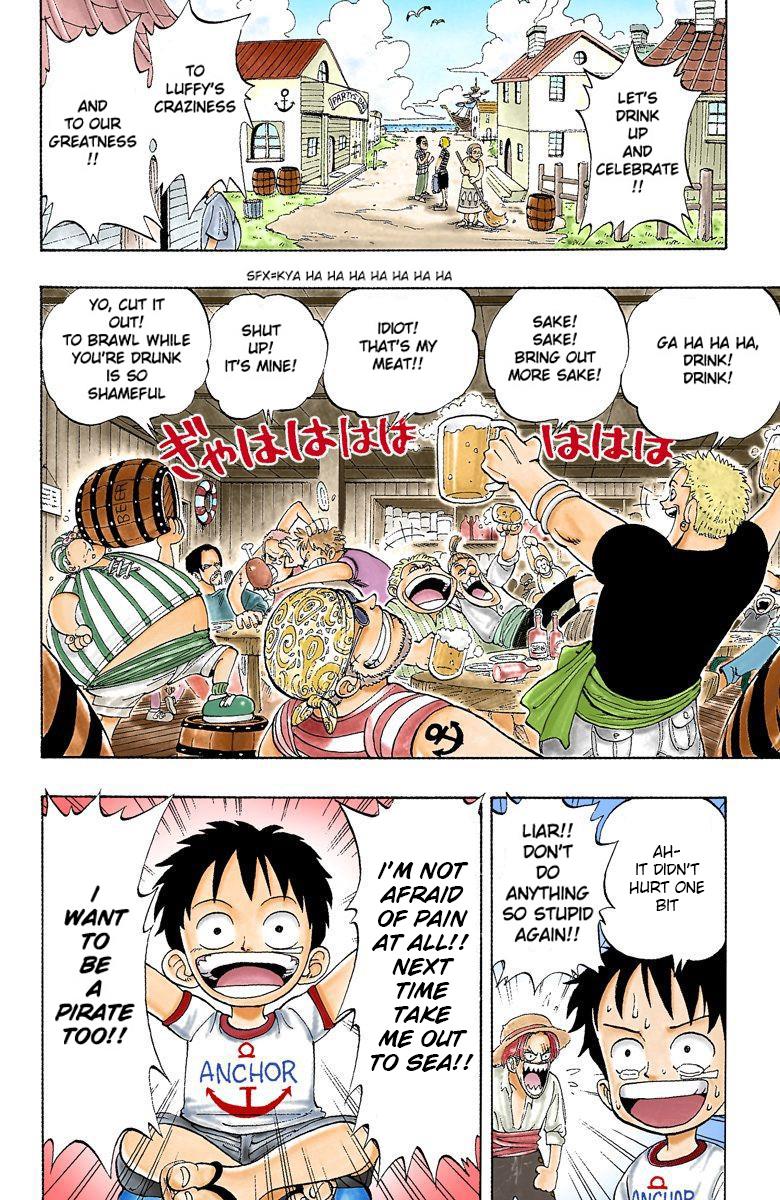 LET'S
DRINK
UP
AND
CELEBRATE
!!
TO
LUFFY'S
CRAZINESS
AND
TO OUR
GREATNESS
!!
PARTYS BAR
SFX=KYA HA HA HA HA HA HA HA
GA HA HA HA,
DRINK!
DRINK!
SAKE!
SAKE!
BRING OUT
MORE SAKE!
IDIOT!
THAT'S MY
MEAT!!
SHUT
UP!
IT'S MINE!
YO, CUT IT
OUT!
TO BRAWL WHILE
YOU'RE DRUNK
IS SO
SHAMEFUL
ぎゃはははは
ははは
BEER
AH-
IT DIDN'T
HURT ONE
BIT
LIAR!!
DON'T
DO
ANYTHING
SO STUPID
AGAIN!!
I'M NOT
AFRAID
OF PAIN
AT ALL!!
NEXT
TIME
TAKE
ME OUT
TO SEA!!
I
WANT
TO
BE
A
PIRATE
TOO!!
ANCHOR
ANCHOR